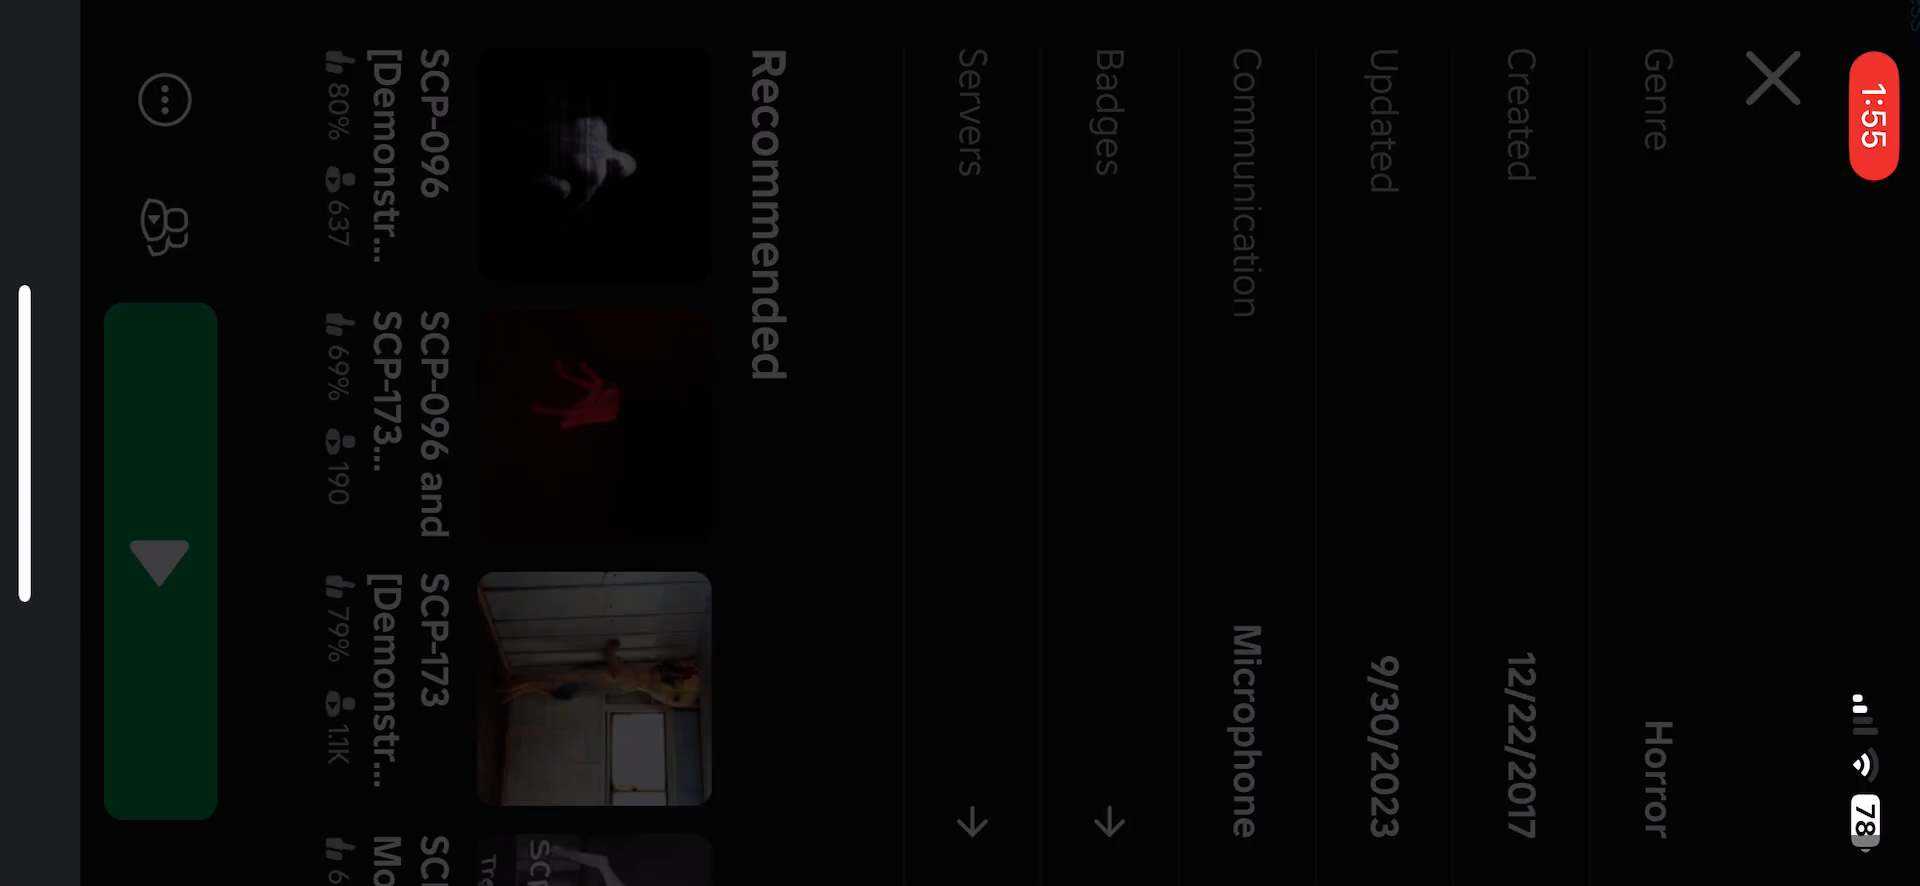 1:55
78
Genre
Horror
Created
12/22/2017
Updated
9/30/2023
Communication
Microphone
Badges
Servers
Recommended
SCP-096
[Demonstr...
80% 637
SCP-096 and
SCP-173...
69% 190
SCP-173
[Demonstr...
79% 1.1K